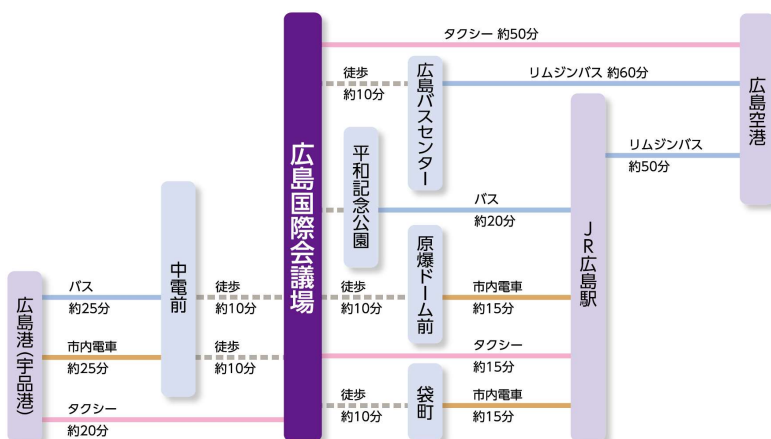 タクシー 約50分
徒歩
約10分
広島バスセンター
リムジンバス 約60分
広島空港
リムジンバス
約50分
広島国際会議場
平和記念公園
バス
約20分
JR広島駅
中電前
原爆ドーム前
広島港(宇品港)
バス
約25分
徒歩
約10分
徒歩
約10分
市内電車
約15分
市内電車
約25分
徒歩
約10分
タクシー
約15分
タクシー
約20分
徒歩
約10分
袋町
市内電車
約15分